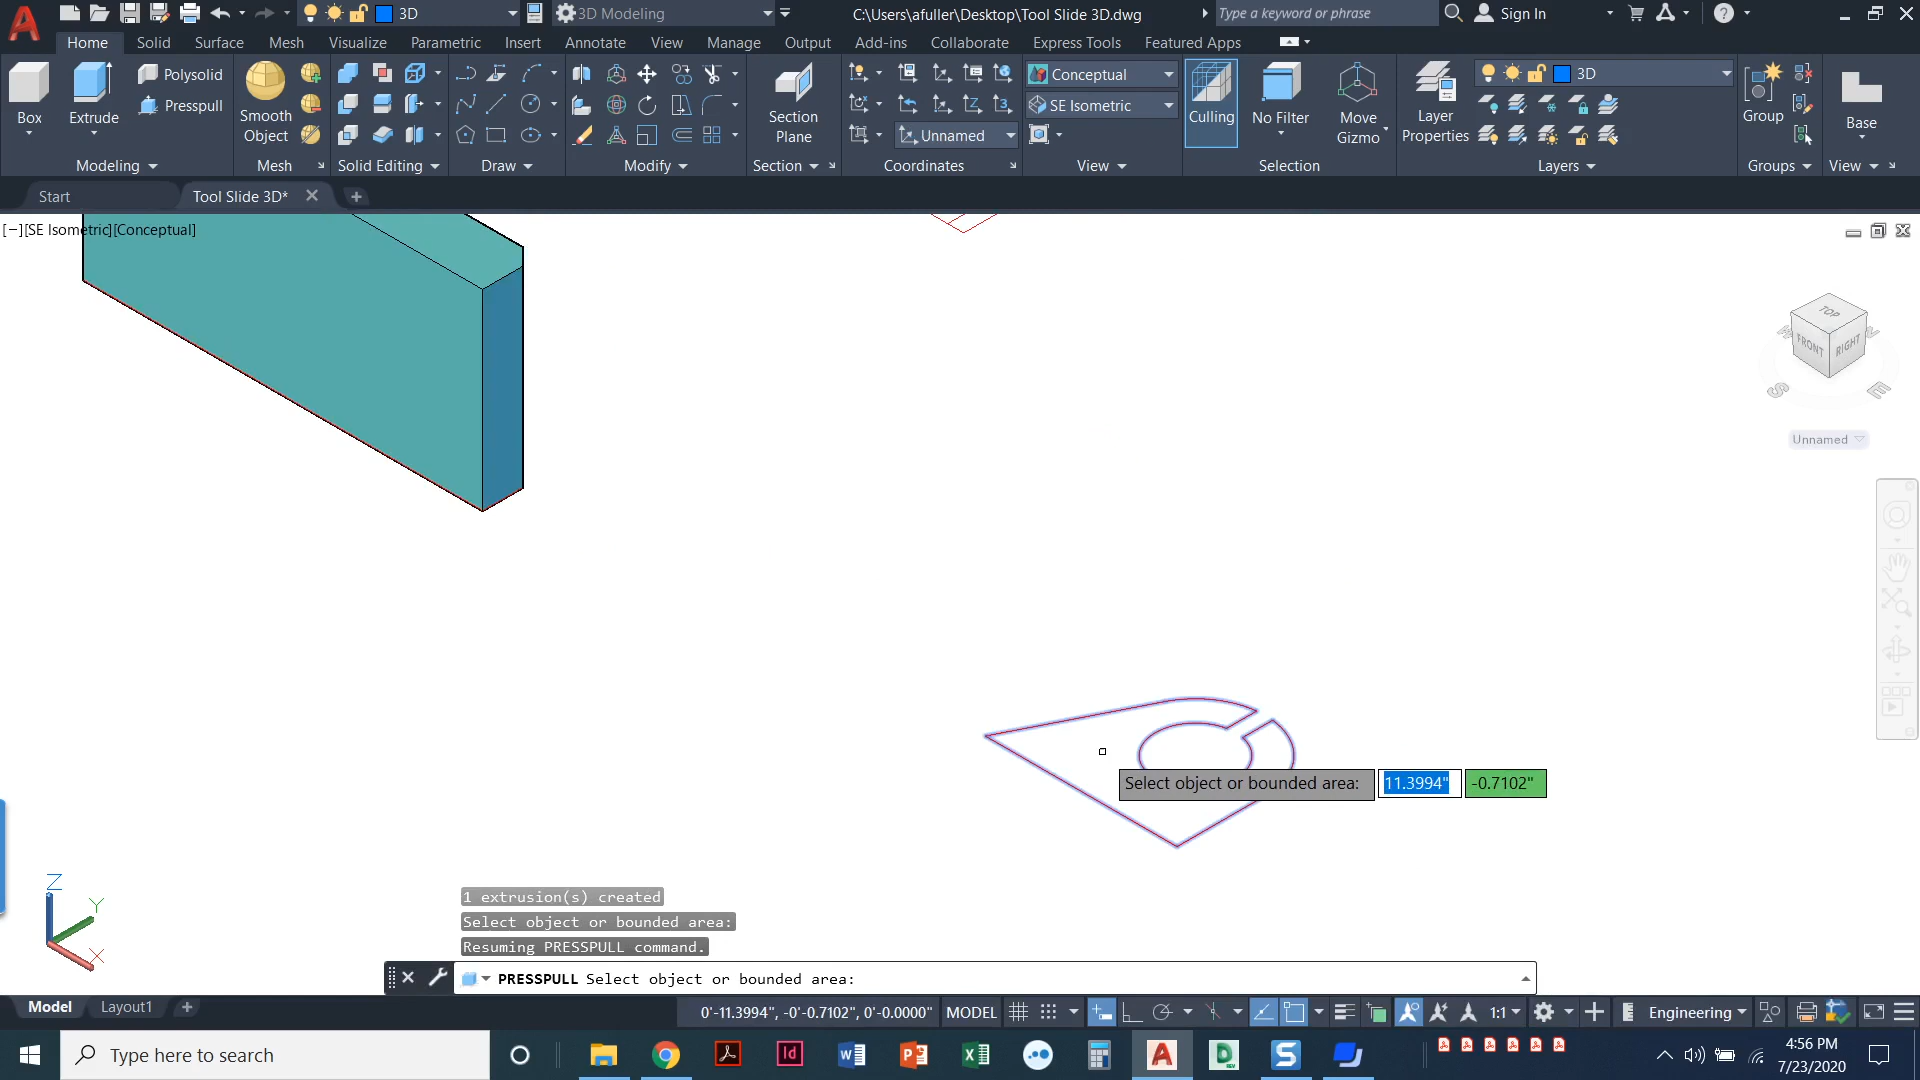 3D
3D Modeling
C:\Users\afuller\Desktop\Tool Slide 3D.dwg
Type a keyword or phrase
Sign In
Home
Solid
Surface
Mesh
Visualize
Parametric
Insert
Annotate
View
Manage
Output
Add-ins
Collaborate
Express Tools
Featured Apps
Box
Extrude
Polysolid
Presspull
Smooth
Object
Section
Plane
Unnamed
Conceptual
SE Isometric
Culling
No Filter
Move
Gizmo
Layer
Properties
3D
Group
Base
Modeling
Mesh
Solid Editing
Draw
Modify
Section
Coordinates
View
Selection
Layers
Groups
View
Start
Tool Slide 3D*
[−][SE Isometric][Conceptual]
TOP
FRONT
RIGHT
W
N
S
E
Unnamed
Select object or bounded area:
11.3994"
-0.7102"
Z
Y
X
1 extrusion(s) created
Select object or bounded area:
Resuming PRESSPULL command.
PRESSPULL Select object or bounded area:
Model
Layout1
0'-11.3994", -0'-0.7102", 0'-0.0000"
MODEL
1:1
Engineering
Type here to search
4:56 PM
7/23/2020